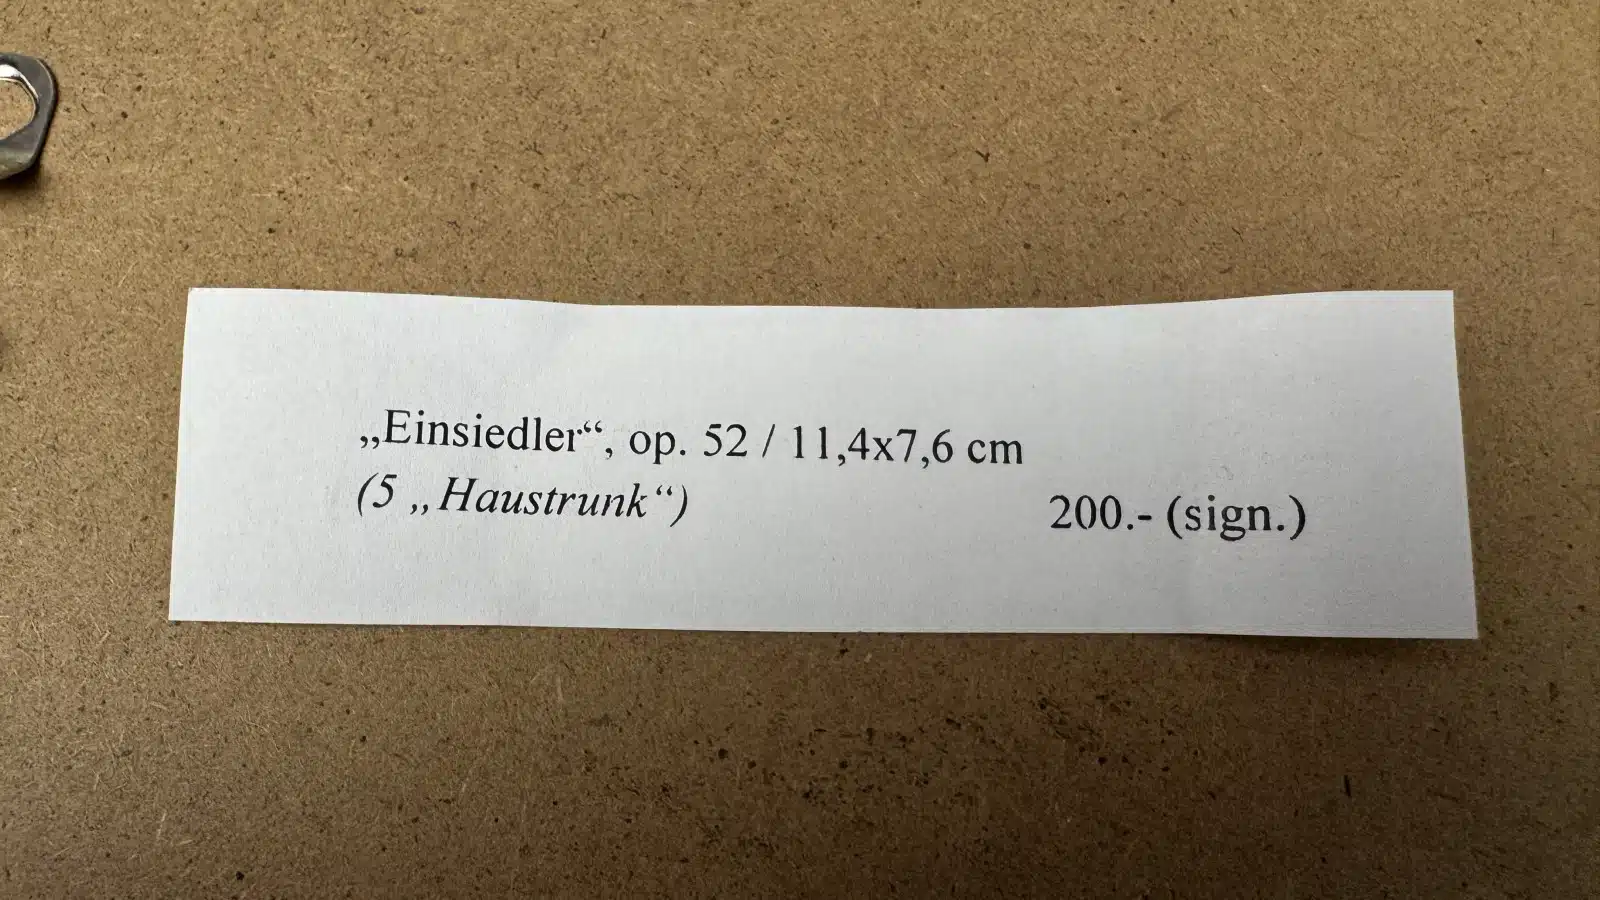 „Einsiedler“, op. 52 / 11,4x7,6 cm
(5 „Haustrunk“)
200.- (sign.)